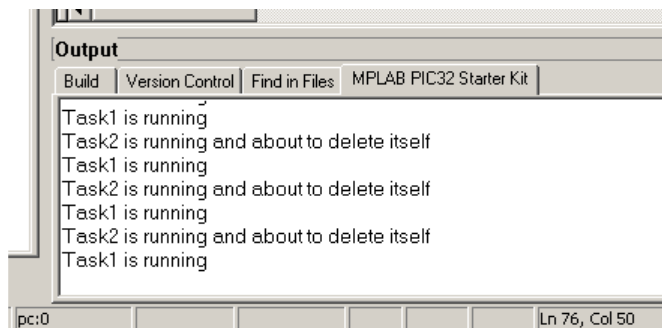 Output
Build Version Control Find in Files MPLAB PIC32 Starter Kit
Task1 is running
Task2 is running and about to delete itself
Task1 is running
Task2 is running and about to delete itself
Task1 is running
Task2 is running and about to delete itself
Task1 is running
pc:0 Ln 76, Col 50